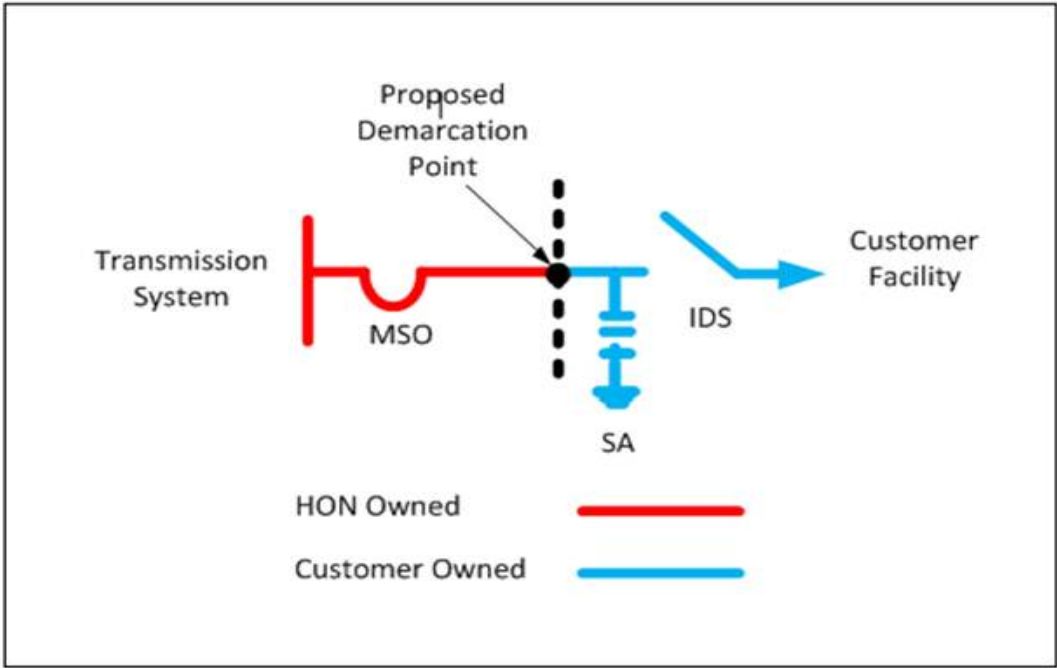 Proposed
Demarcation
Point
Transmission
System
MSO
IDS
Customer
Facility
SA
HON Owned
Customer Owned